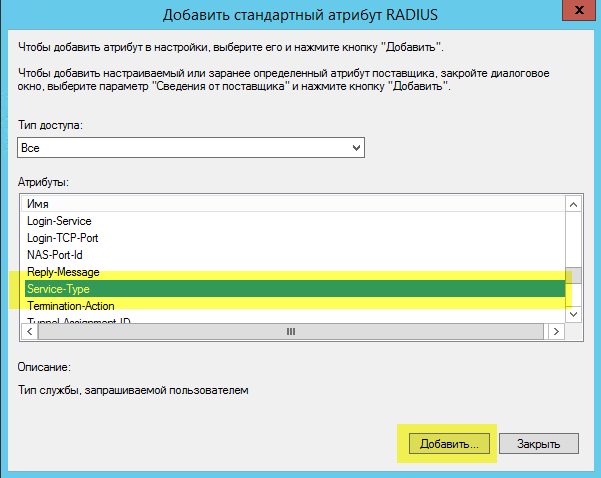 Добавить стандартный атрибут RADIUS
x
Чтобы добавить атрибут в настройки, выберите его и нажмите кнопку "Добавить".
Чтобы добавить настраиваемый или заранее определенный атрибут поставщика, закройте диалоговое
окно, выберите параметр "Сведения от поставщика" и нажмите кнопку "Добавить".
Тип доступа:
Все
Атрибуты:
Имя
Login-Service
Login-TCP-Port
NAS-Port-Id
Reply-Message
Service-Type
Termination-Action
Tunnel-Assignment-ID
Описание:
Тип службы, запрашиваемой пользователем
Добавить...
Закрыть